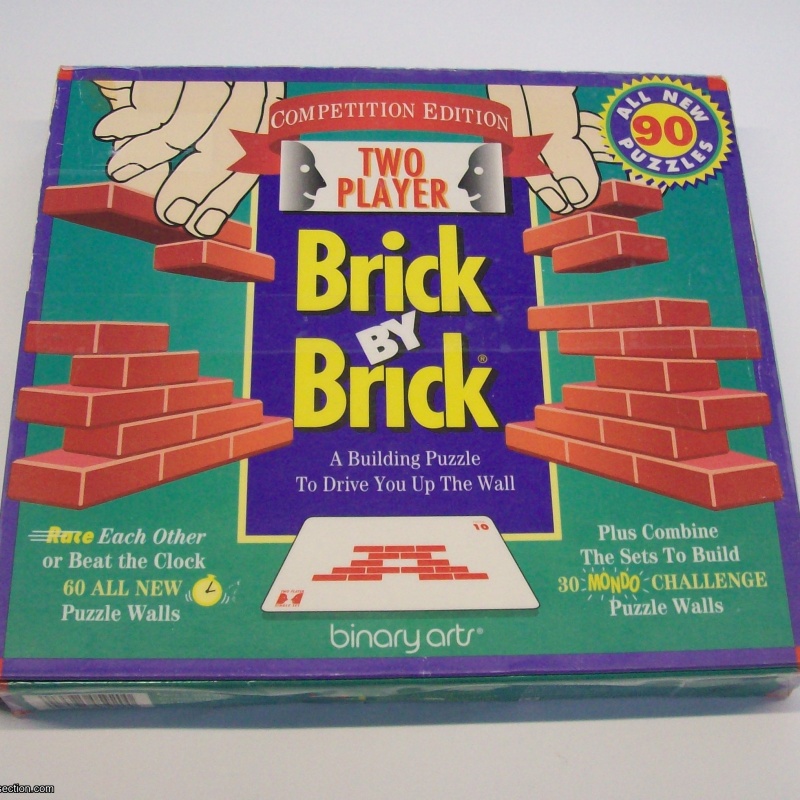 COMPETITION EDITION
ALL NEW
90
PUZZLES
TWO
PLAYER
Brick
BY
Brick®
A Building Puzzle
To Drive You Up The Wall
Race Each Other
or Beat the Clock
60 ALL NEW
Puzzle Walls
10
Plus Combine
The Sets To Build
30 MONDO CHALLENGE
Puzzle Walls
binary arts®
section.com